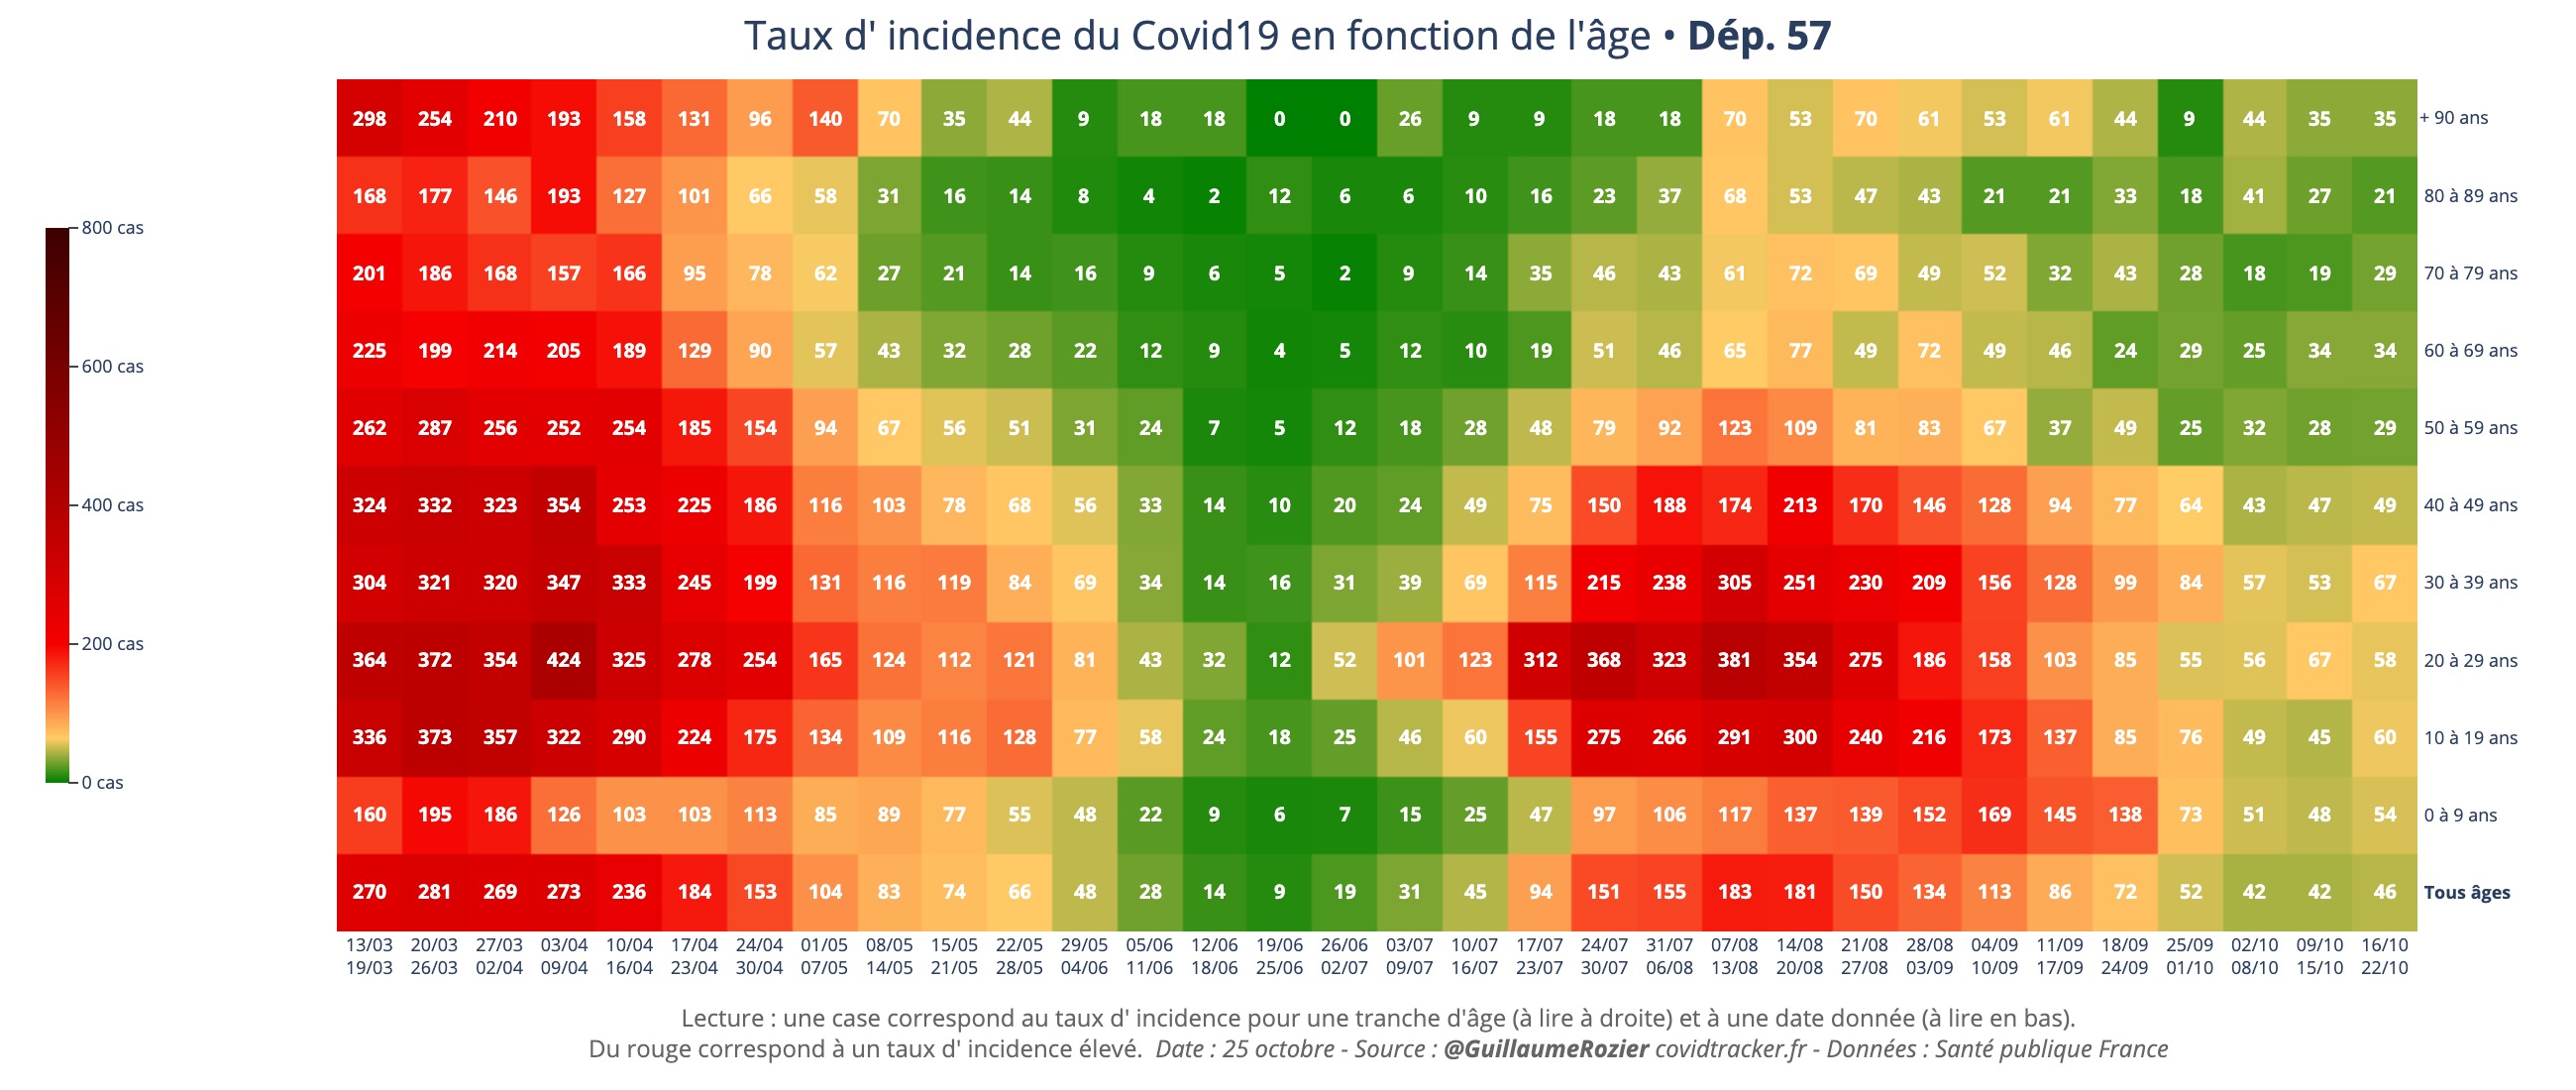 Taux d' incidence du Covid19 en fonction de l'âge • Dép. 57
298 254 210 193 158 131 96 140 70 35 44 9 18 18 0 0 26 9 9 18 18 70 53 70 61 53 61 44 9 44 35 35 + 90 ans
168 177 146 193 127 101 66 58 31 16 14 8 4 2 12 6 6 10 16 23 37 68 53 47 43 21 21 33 18 41 27 21 80 à 89 ans
201 186 168 157 166 95 78 62 27 21 14 16 9 6 5 2 9 14 35 46 43 61 72 69 49 52 32 43 28 18 19 29 70 à 79 ans
225 199 214 205 189 129 90 57 43 32 28 22 12 9 4 5 12 10 19 51 46 65 77 49 72 49 46 24 29 25 34 34 60 à 69 ans
262 287 256 252 254 185 154 94 67 56 51 31 24 7 5 12 18 28 48 79 92 123 109 81 83 67 37 49 25 32 28 29 50 à 59 ans
324 332 323 354 253 225 186 116 103 78 68 56 33 14 10 20 24 49 75 150 188 174 213 170 146 128 94 77 64 43 47 49 40 à 49 ans
304 321 320 347 333 245 199 131 116 119 84 69 34 14 16 31 39 69 115 215 238 305 251 230 209 156 128 99 84 57 53 67 30 à 39 ans
364 372 354 424 325 278 254 165 124 112 121 81 43 32 12 52 101 123 312 368 323 381 354 275 186 158 103 85 55 56 67 58 20 à 29 ans
336 373 357 322 290 224 175 134 109 116 128 77 58 24 18 25 46 60 155 275 266 291 300 240 216 173 137 85 76 49 45 60 10 à 19 ans
160 195 186 126 103 103 113 85 89 77 55 48 22 9 6 7 15 25 47 97 106 117 137 139 152 169 145 138 73 51 48 54 0 à 9 ans
270 281 269 273 236 184 153 104 83 74 66 48 28 14 9 19 31 45 94 151 155 183 181 150 134 113 86 72 52 42 42 46 Tous âges
13/03 20/03 27/03 03/04 10/04 17/04 24/04 01/05 08/05 15/05 22/05 29/05 05/06 12/06 19/06 26/06 03/07 10/07 17/07 24/07 31/07 07/08 14/08 21/08 28/08 04/09 11/09 18/09 25/09 02/10 09/10 16/10
19/03 26/03 02/04 09/04 16/04 23/04 30/04 07/05 14/05 21/05 28/05 04/06 11/06 18/06 25/06 02/07 09/07 16/07 23/07 30/07 06/08 13/08 20/08 27/08 03/09 10/09 17/09 24/09 01/10 08/10 15/10 22/10
800 cas
600 cas
400 cas
200 cas
0 cas
Lecture : une case correspond au taux d' incidence pour une tranche d'âge (à lire à droite) et à une date donnée (à lire en bas).
Du rouge correspond à un taux d' incidence élevé. Date : 25 octobre - Source : @GuillaumeRozier covidtracker.fr - Données : Santé publique France